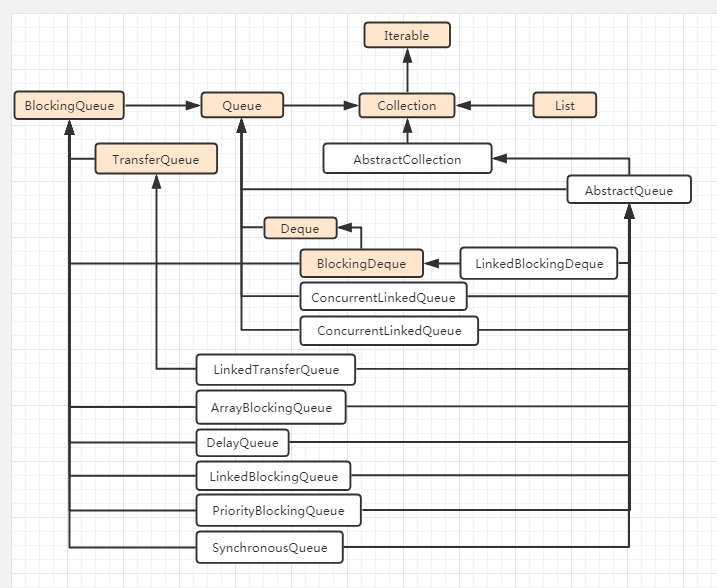 Iterable
BlockingQueue
Queue
Collection
List
TransferQueue
AbstractCollection
AbstractQueue
Deque
BlockingDeque
LinkedBlockingDeque
ConcurrentLinkedQueue
ConcurrentLinkedQueue
LinkedTransferQueue
ArrayBlockingQueue
DelayQueue
LinkedBlockingQueue
PriorityBlockingQueue
SynchronousQueue